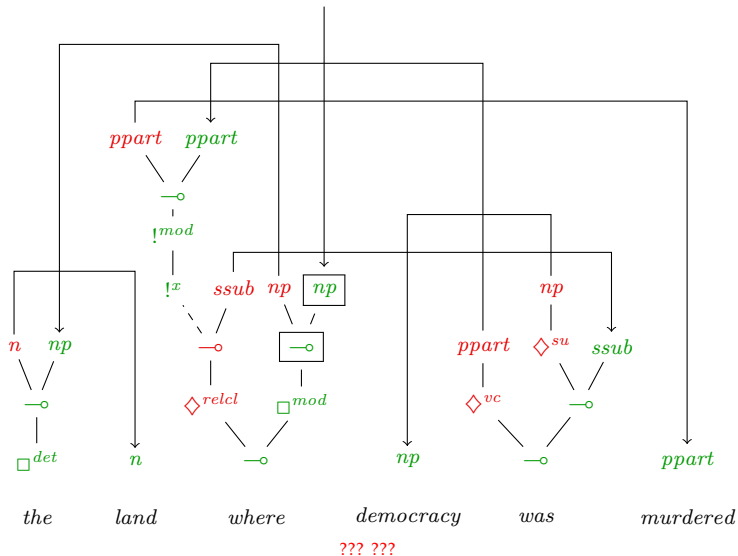 ppart ppart
⊸
!mod
!x ssub np np np
n np ⊸ ⊸ ppart ◇su ssub
⊸ ◇relcl □mod ◇vc ⊸
□det n ⊸ np ⊸ ppart
the land where democracy was murdered
??? ???